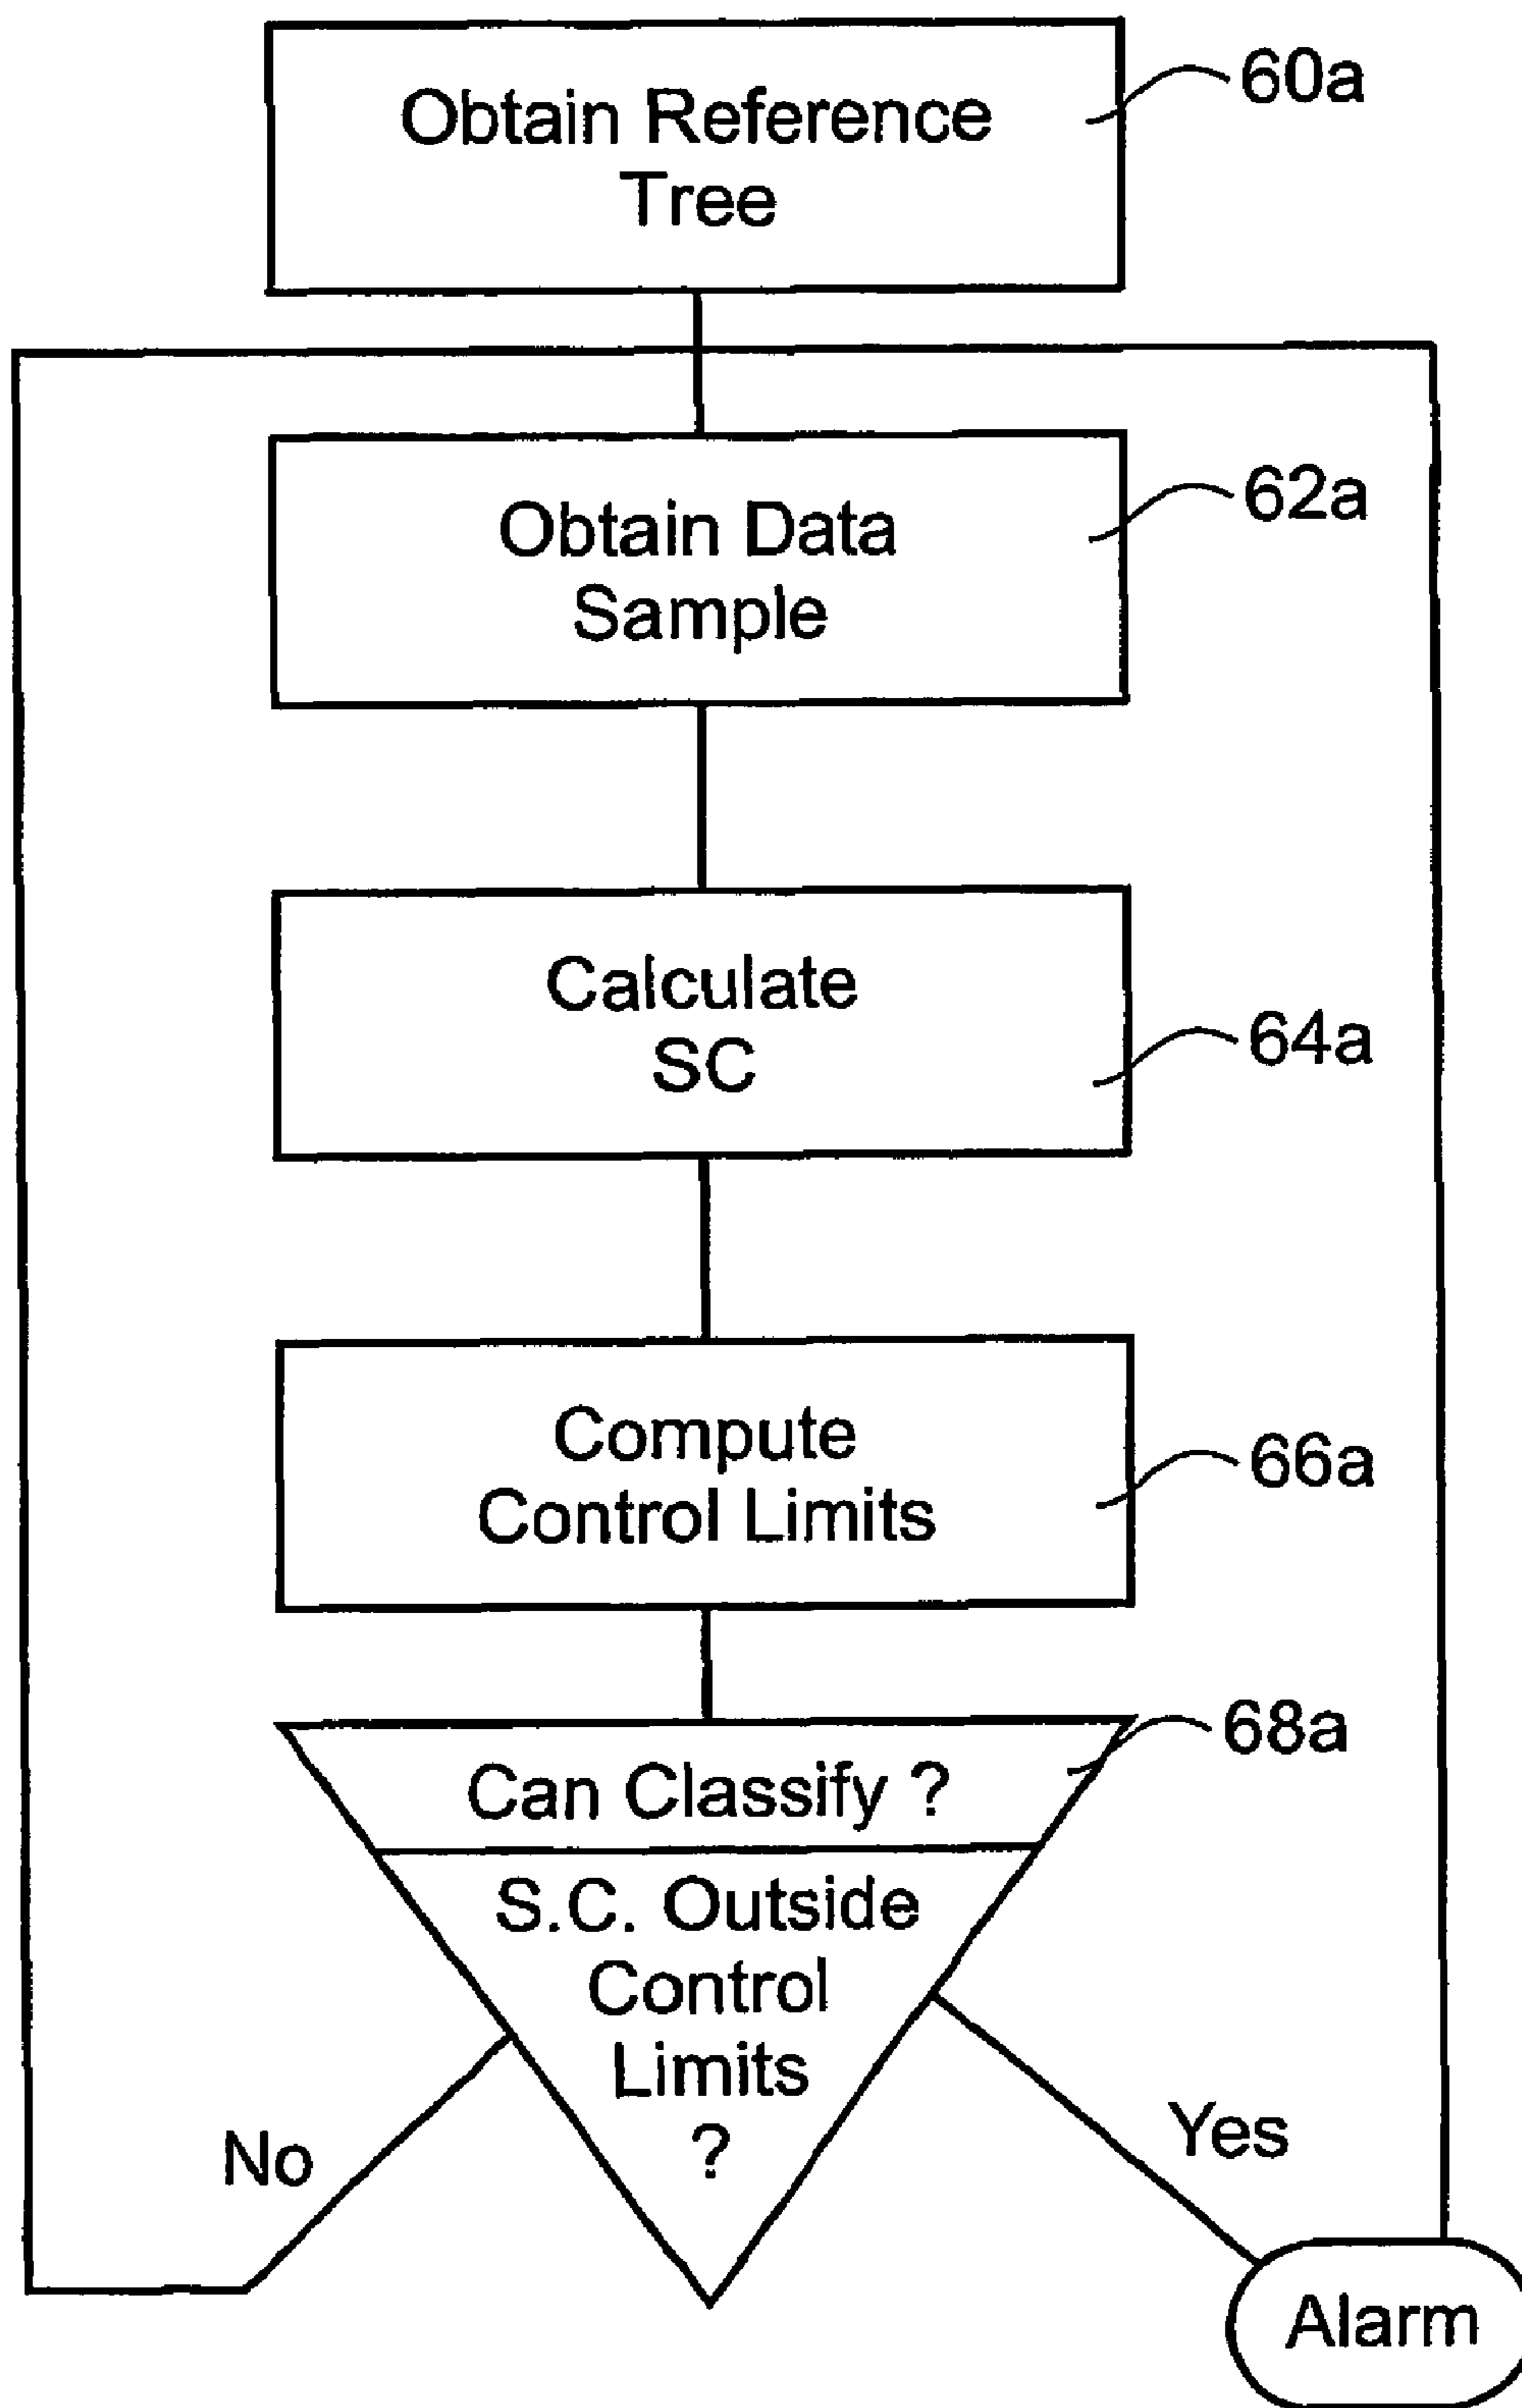 Obtain Reference
Tree
60a
Obtain Data
Sample
62a
Calculate
SC
64a
Compute
Control Limits
66a
Can Classify ?
68a
S.C. Outside
Control
Limits
?
No
Yes
Alarm